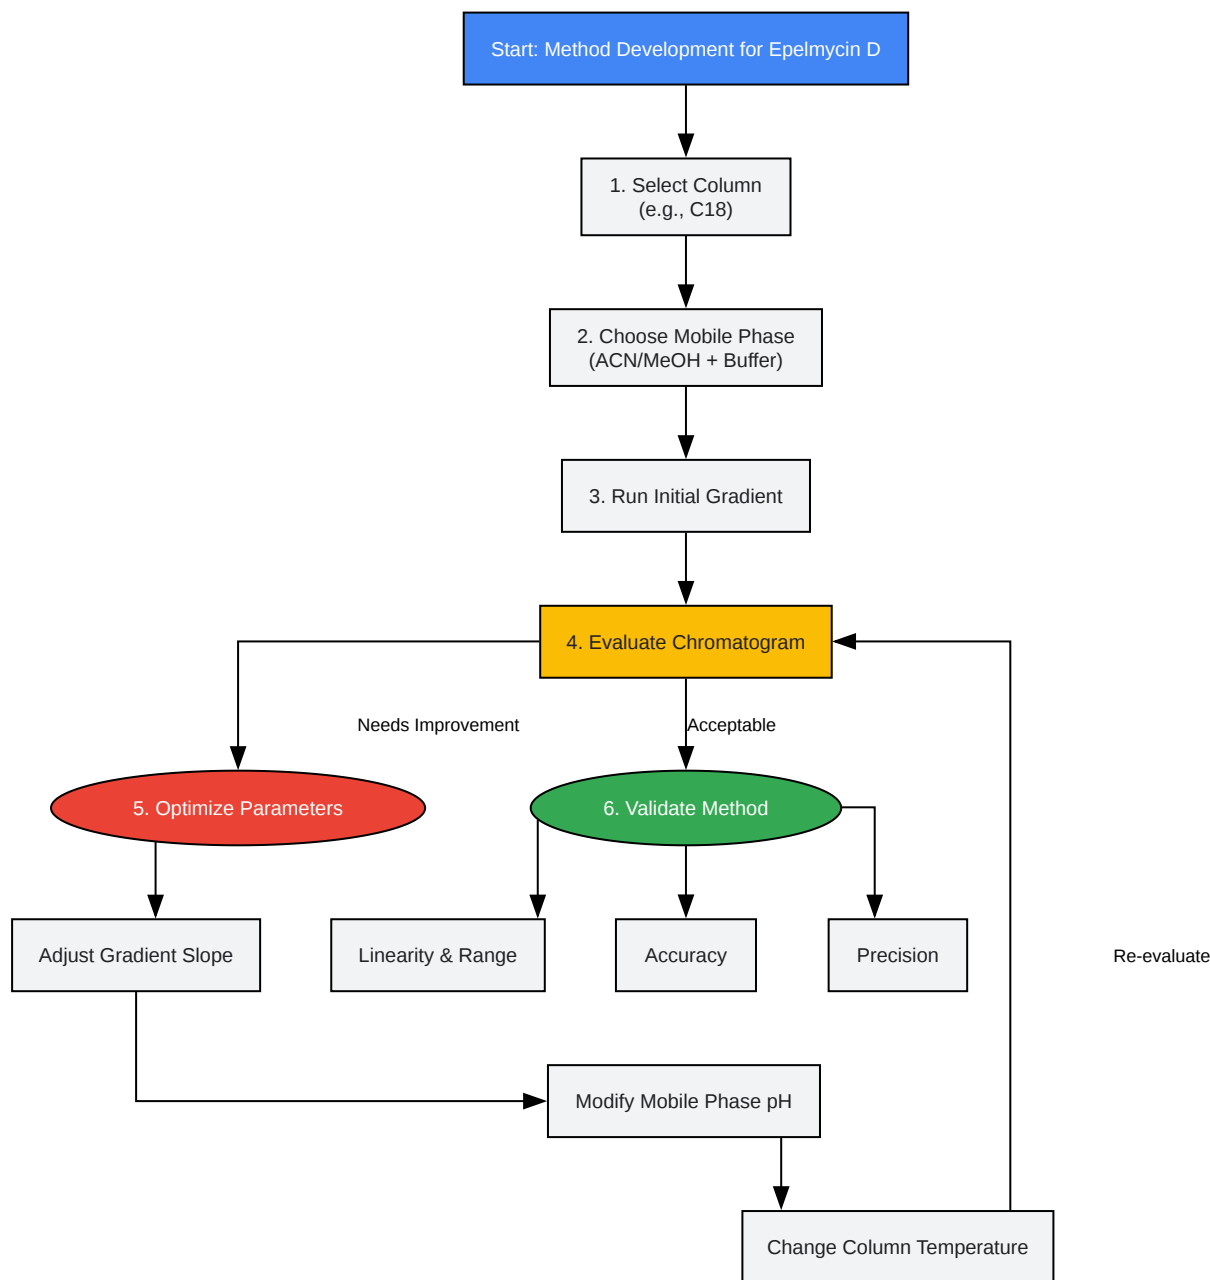 Start: Method Development for Epelmycin D
1. Select Column
(e.g., C18)
2. Choose Mobile Phase
(ACN/MeOH + Buffer)
3. Run Initial Gradient
4. Evaluate Chromatogram
Needs Improvement
Acceptable
5. Optimize Parameters
6. Validate Method
Adjust Gradient Slope
Linearity & Range
Accuracy
Precision
Re-evaluate
Modify Mobile Phase pH
Change Column Temperature